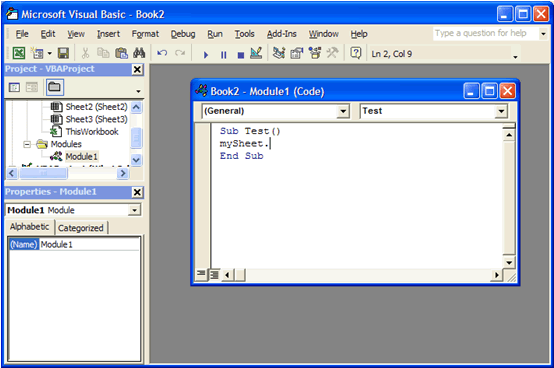 Microsoft Visual Basic - Book2
File Edit View Insert Format Debug Run Tools Add-Ins Window Help Type a question for help
Ln 2, Col 9
Project - VBAProject
Sheet2 (Sheet2)
Sheet3 (Sheet3)
ThisWorkbook
Modules
Module1
Properties - Module1
Module1 Module
Alphabetic Categorized
(Name) Module1
Book2 - Module1 (Code)
(General) Test
Sub Test()
mySheet.
End Sub